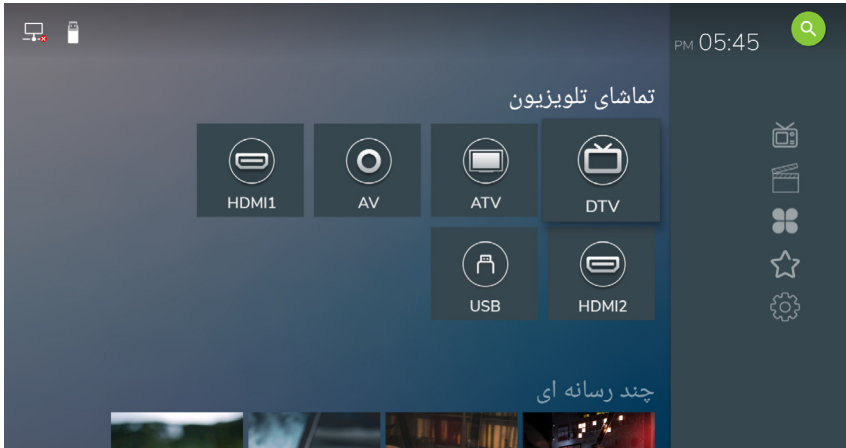 PM 05:45
تماشای تلویزیون
DTV
ATV
AV
HDMI1
HDMI2
USB
چند رسانه ای